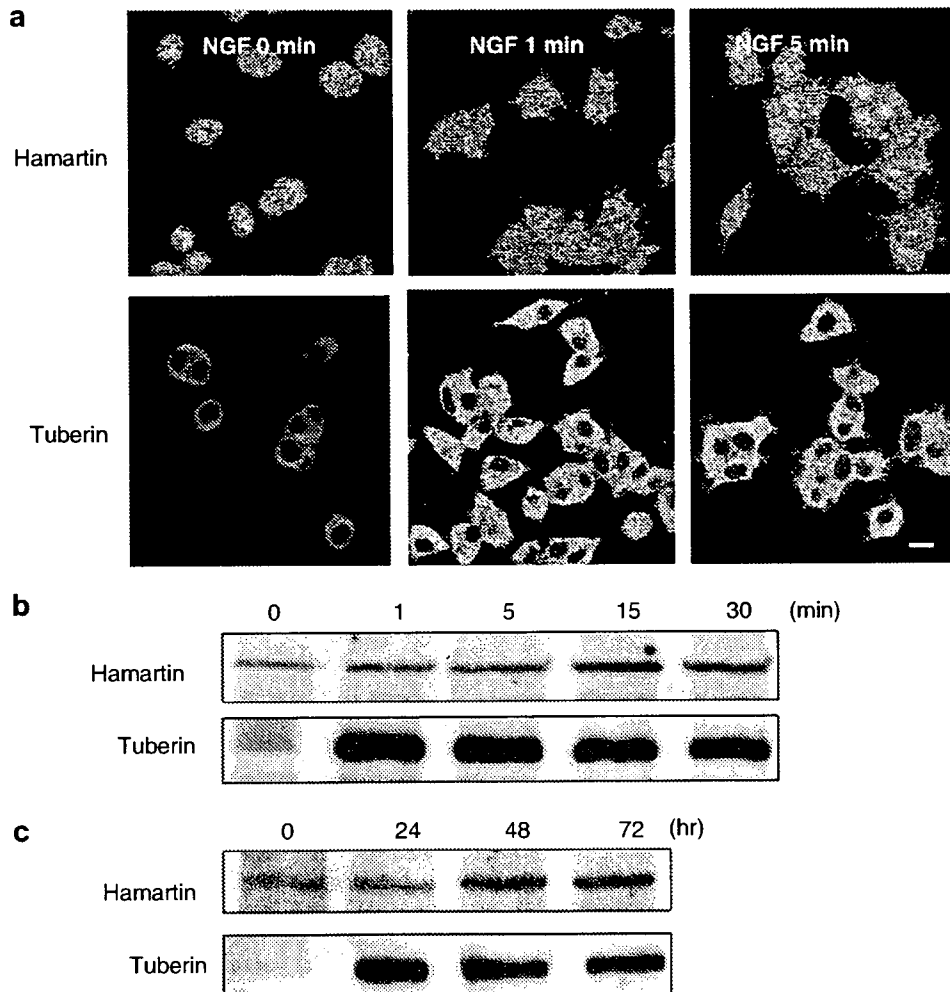 a
NGF 0 min NGF 1 min NGF 5 min
Hamartin
Tuberin
b
0 1 5 15 30 (min)
Hamartin
Tuberin
c
0 24 48 72 (hr)
Hamartin
Tuberin